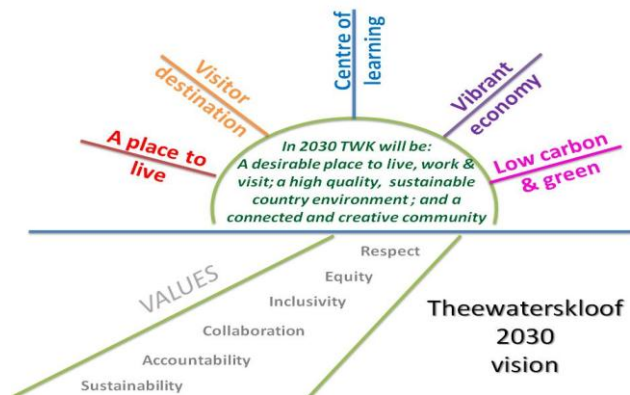 A place to
live
Visitor
destination
Centre of
learning
Vibrant
economy
Low carbon
& green
In 2030 TWK will be:
A desirable place to live, work &
visit; a high quality, sustainable
country environment ; and a
connected and creative community
VALUES
Respect
Equity
Inclusivity
Collaboration
Accountability
Sustainability
Theewaterskloof
2030
vision